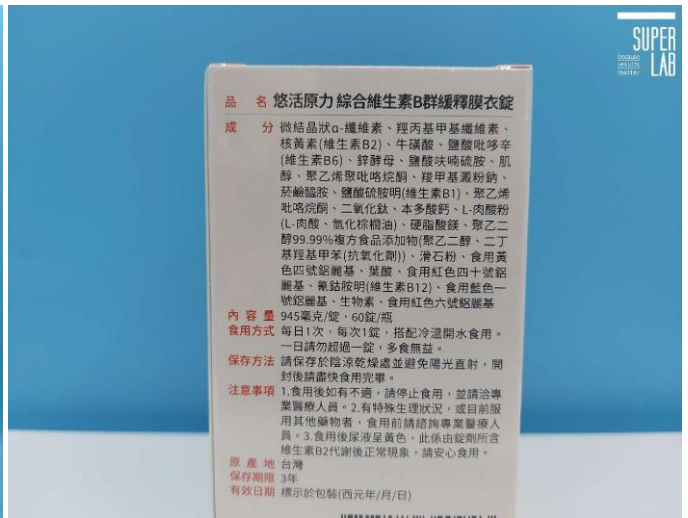 SUPER
LAB
because
results
matter
品名 悠活原力 綜合維生素B群緩釋膜衣錠
成分 微結晶狀α-纖維素、羥丙基甲基纖維素、
核黃素(維生素B2)、牛磺酸、鹽酸吡哆辛
(維生素B6)、鋅酵母、鹽酸呋喃硫胺、肌
醇、聚乙烯聚吡咯烷酮、羧甲基澱粉鈉、
菸鹼醯胺、鹽酸硫胺明(維生素B1)、聚乙烯
吡咯烷酮、二氧化鈦、本多酸鈣、L-肉酸粉
(L-肉酸、氫化棕櫚油)、硬脂酸鎂、聚乙二
醇99.99%複方食品添加物(聚乙二醇、二丁
基羥基甲苯(抗氧化劑))、滑石粉、食用黃
色四號鋁麗基、葉酸、食用紅色四十號鋁
麗基、氰鈷胺明(維生素B12)、食用藍色一
號鋁麗基、生物素、食用紅色六號鋁麗基
內容量 945毫克/錠,60錠/瓶
食用方式 每日1次,每次1錠,搭配冷溫開水食用。
一日請勿超過一錠,多食無益。
保存方法 請保存於陰涼乾燥處並避免陽光直射,開
封後請盡快食用完畢。
注意事項 1.食用後如有不適,請停止食用,並請洽專
業醫療人員。2.有特殊生理狀況,或目前服
用其他藥物者,食用前請諮詢專業醫療人
員。3.食用後尿液呈黃色,此係由錠劑所含
維生素B2代謝後正常現象,請安心食用。
原產地 台灣
保存期限 3年
有效日期 標示於包裝(西元年/月/日)